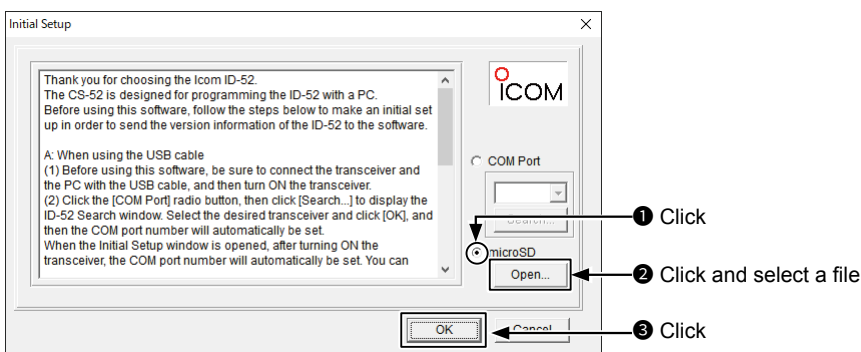 Initial Setup
Thank you for choosing the Icom ID-52.
The CS-52 is designed for programming the ID-52 with a PC.
Before using this software, follow the steps below to make an initial set
up in order to send the version information of the ID-52 to the software.
A: When using the USB cable
(1) Before using this software, be sure to connect the transceiver and
the PC with the USB cable, and then turn ON the transceiver.
(2) Click the [COM Port] radio button, then click [Search...] to display the
ID-52 Search window. Select the desired transceiver and click [OK], and
then the COM port number will automatically be set.
When the Initial Setup window is opened, after turning ON the
transceiver, the COM port number will automatically be set. You can
ICOM
COM Port
Search...
❶ Click
microSD
Open...
❷ Click and select a file
OK
Cancel
❸ Click